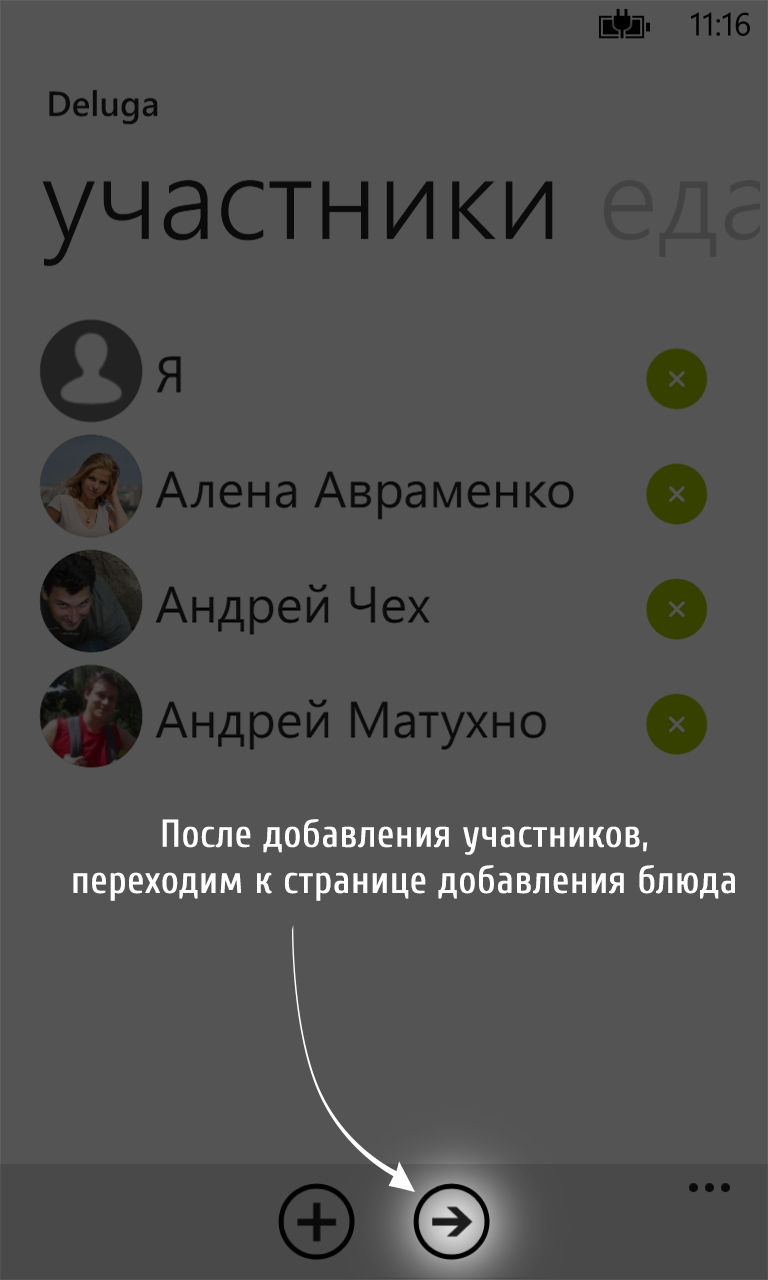 11:16
Deluga
участники еда
Я
Алена Авраменко
Андрей Чех
Андрей Матухно
После добавления участников,
переходим к странице добавления блюда